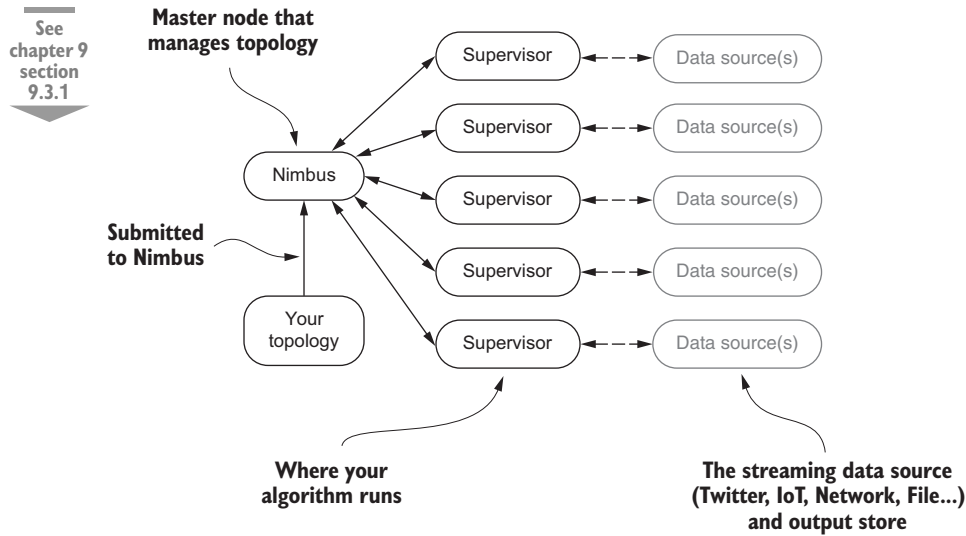 See
chapter 9
section
9.3.1
Master node that
manages topology
Supervisor
Data source(s)
Supervisor
Data source(s)
Nimbus
Supervisor
Data source(s)
Submitted
to Nimbus
Supervisor
Data source(s)
Your
topology
Supervisor
Data source(s)
Where your
algorithm runs
The streaming data source
(Twitter, IoT, Network, File...)
and output store